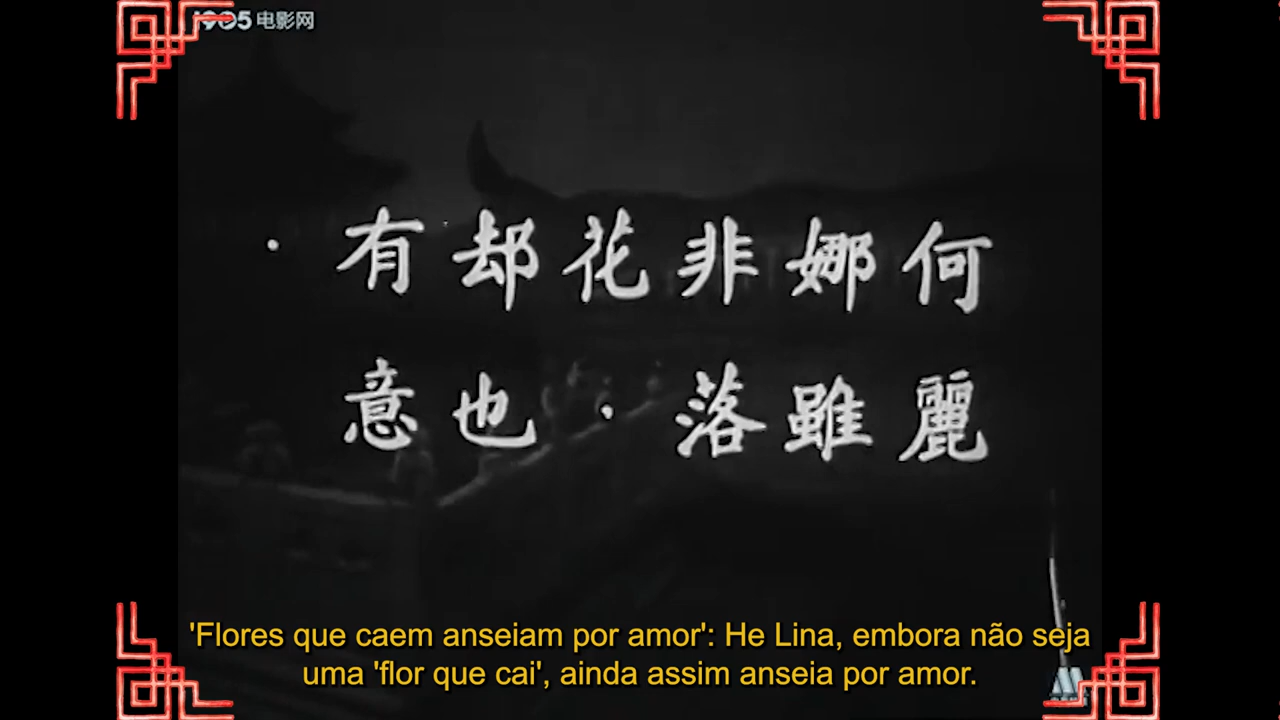 1905电影网
何麗
娜雖
非落
花·
却也
有意
·
'Flores que caem anseiam por amor': He Lina, embora não seja
uma 'flor que cai', ainda assim anseia por amor.